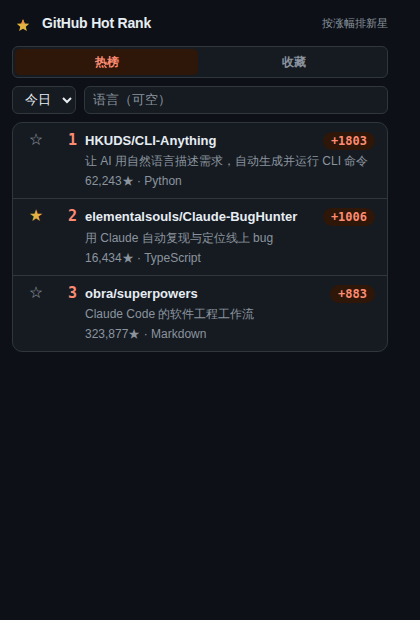 ★ GitHub Hot Rank 按涨幅排新星
热榜 收藏
今日 语言（可空）
☆ 1 HKUDS/CLI-Anything +1803
让 AI 用自然语言描述需求，自动生成并运行 CLI 命令
62,243★ · Python
★ 2 elementalsouls/Claude-BugHunter +1006
用 Claude 自动复现与定位线上 bug
16,434★ · TypeScript
☆ 3 obra/superpowers +883
Claude Code 的软件工程工作流
323,877★ · Markdown